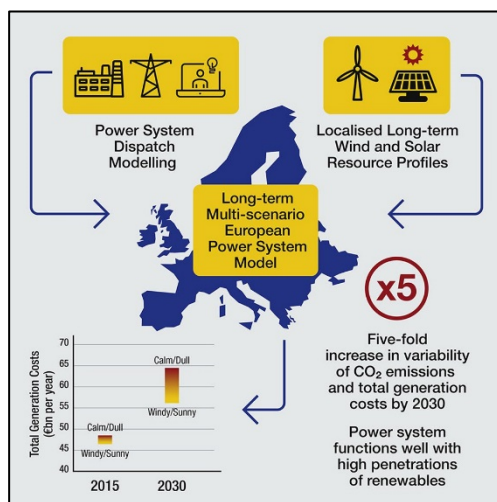 Power System
Dispatch
Modelling
Localised Long-term
Wind and Solar
Resource Profiles
Long-term
Multi-scenario
European
Power System
Model
x5
Five-fold
increase in variability
of CO₂ emissions
and total generation
costs by 2030
Power system
functions well with
high penetrations
of renewables
Total Generation Costs
(€bn per year)
70
65
60
55
50
45
40
Calm/Dull
Windy/Sunny
Calm/Dull
Windy/Sunny
2015
2030